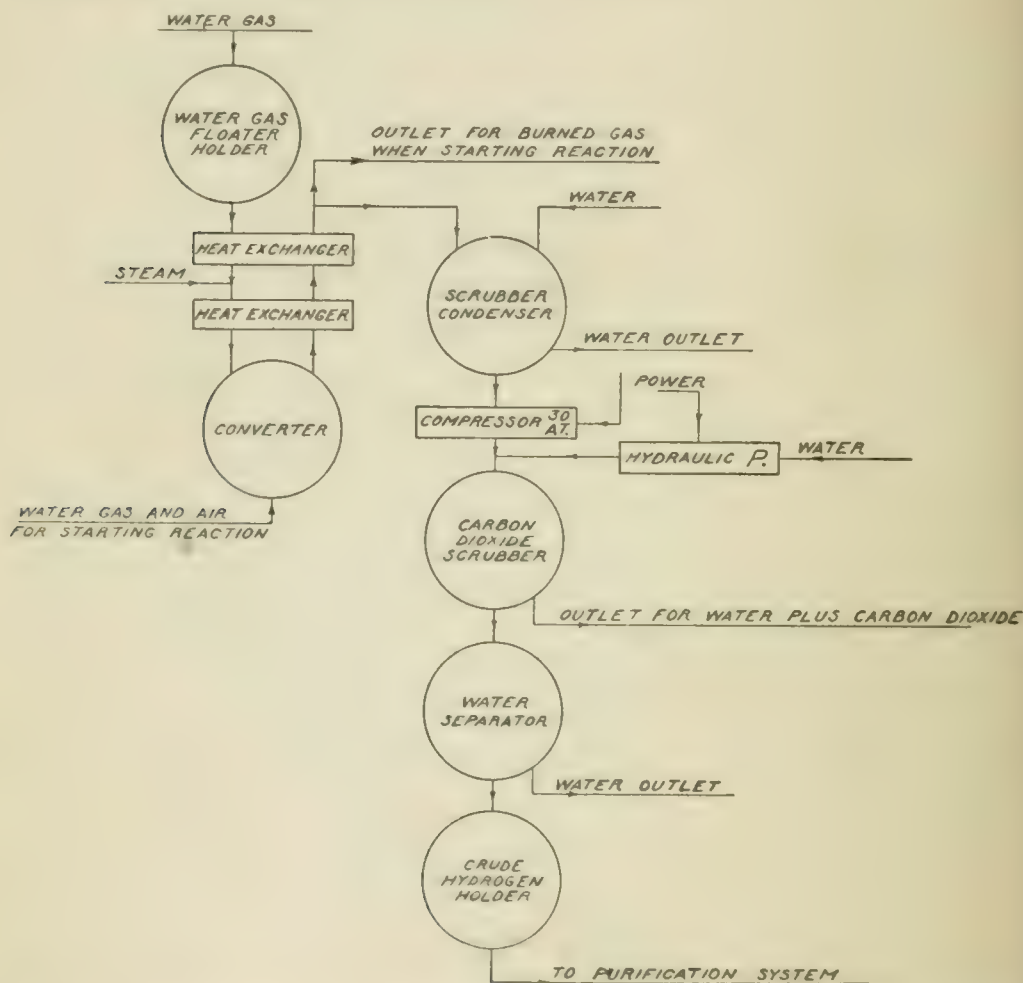 WATER GAS
WATER GAS
FLOATER
HOLDER
OUTLET FOR BURNED GAS
WHEN STARTING REACTION
WATER
HEAT EXCHANGER
STEAM
HEAT EXCHANGER
SCRUBBER
CONDENSER
WATER OUTLET
POWER
COMPRESSOR 30
AT.
CONVERTER
HYDRAULIC P.
WATER
WATER GAS AND AIR
FOR STARTING REACTION
CARBON
DIOXIDE
SCRUBBER
OUTLET FOR WATER PLUS CARBON DIOXIDE
WATER
SEPARATOR
WATER OUTLET
CRUDE
HYDROGEN
HOLDER
TO PURIFICATION SYSTEM